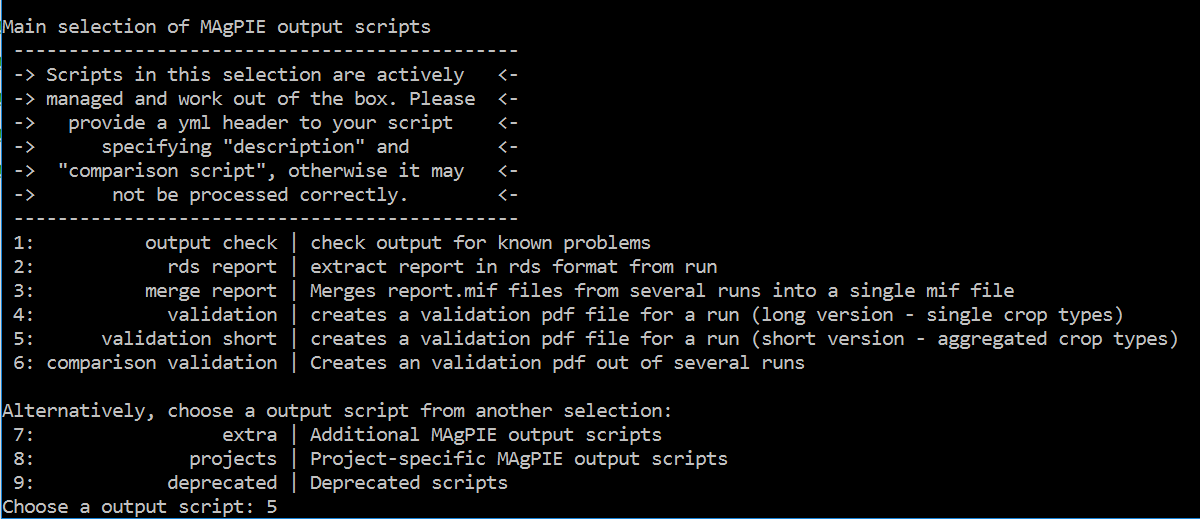 Main selection of MAgPIE output scripts
----------------------------------------------
-> Scripts in this selection are actively <-
-> managed and work out of the box. Please <-
-> provide a yml header to your script <-
-> specifying "description" and <-
-> "comparison script", otherwise it may <-
-> not be processed correctly. <-
----------------------------------------------
1: output check | check output for known problems
2: rds report | extract report in rds format from run
3: merge report | Merges report.mif files from several runs into a single mif file
4: validation | creates a validation pdf file for a run (long version - single crop types)
5: validation short | creates a validation pdf file for a run (short version - aggregated crop types)
6: comparison validation | Creates an validation pdf out of several runs
Alternatively, choose a output script from another selection:
7: extra | Additional MAgPIE output scripts
8: projects | Project-specific MAgPIE output scripts
9: deprecated | Deprecated scripts
Choose a output script: 5